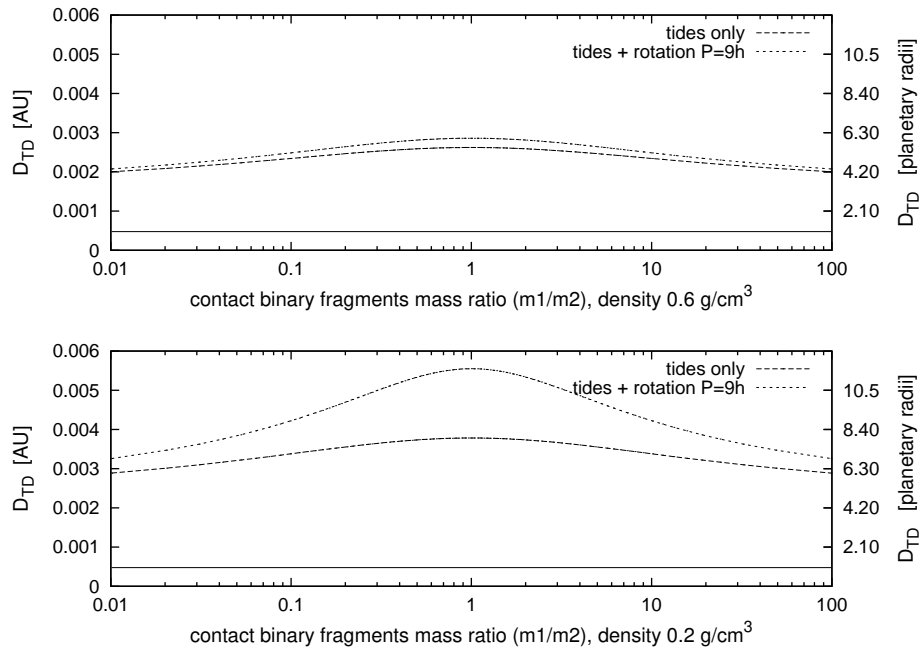 0.006
0.005
0.004
0.003
0.002
0.001
0
D_TD [AU]
tides only
tides + rotation P=9h
10.5
8.40
6.30
4.20
2.10
D_TD [planetary radii]
0.01 0.1 1 10 100
contact binary fragments mass ratio (m1/m2), density 0.6 g/cm³
0.006
0.005
0.004
0.003
0.002
0.001
0
D_TD [AU]
tides only
tides + rotation P=9h
10.5
8.40
6.30
4.20
2.10
D_TD [planetary radii]
0.01 0.1 1 10 100
contact binary fragments mass ratio (m1/m2), density 0.2 g/cm³